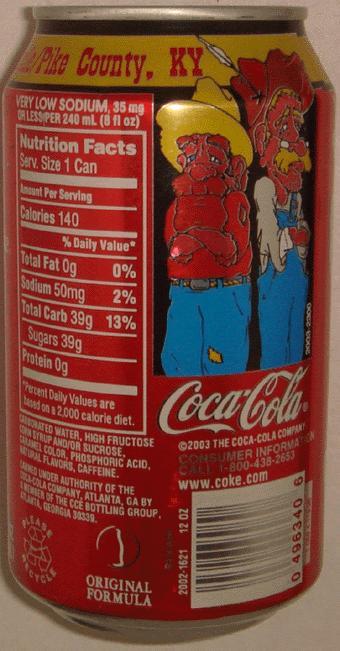 Pike County, KY
VERY LOW SODIUM, 35 mg
OR LESS PER 240 mL (8 fl oz)
Nutrition Facts
Serv. Size 1 Can
Amount Per Serving
Calories 140
% Daily Value*
Total Fat 0g 0%
Sodium 50mg 2%
Total Carb 39g 13%
Sugars 39g
Protein 0g
*Percent Daily Values are
based on a 2,000 calorie diet.
CARBONATED WATER, HIGH FRUCTOSE
CORN SYRUP AND/OR SUCROSE,
CARAMEL COLOR, PHOSPHORIC ACID,
NATURAL FLAVORS, CAFFEINE.
CANNED UNDER AUTHORITY OF THE
COCA-COLA COMPANY, ATLANTA, GA BY
A MEMBER OF THE CCE BOTTLING GROUP,
ATLANTA, GEORGIA 30339.
PLEASE
RECYCLE
ORIGINAL
FORMULA
2003-2300
Coca-Cola®
©2003 THE COCA-COLA COMPANY
CONSUMER INFORMATION
CALL 1-800-438-2653
www.coke.com
2002-1621 12 OZ
0 496340 6